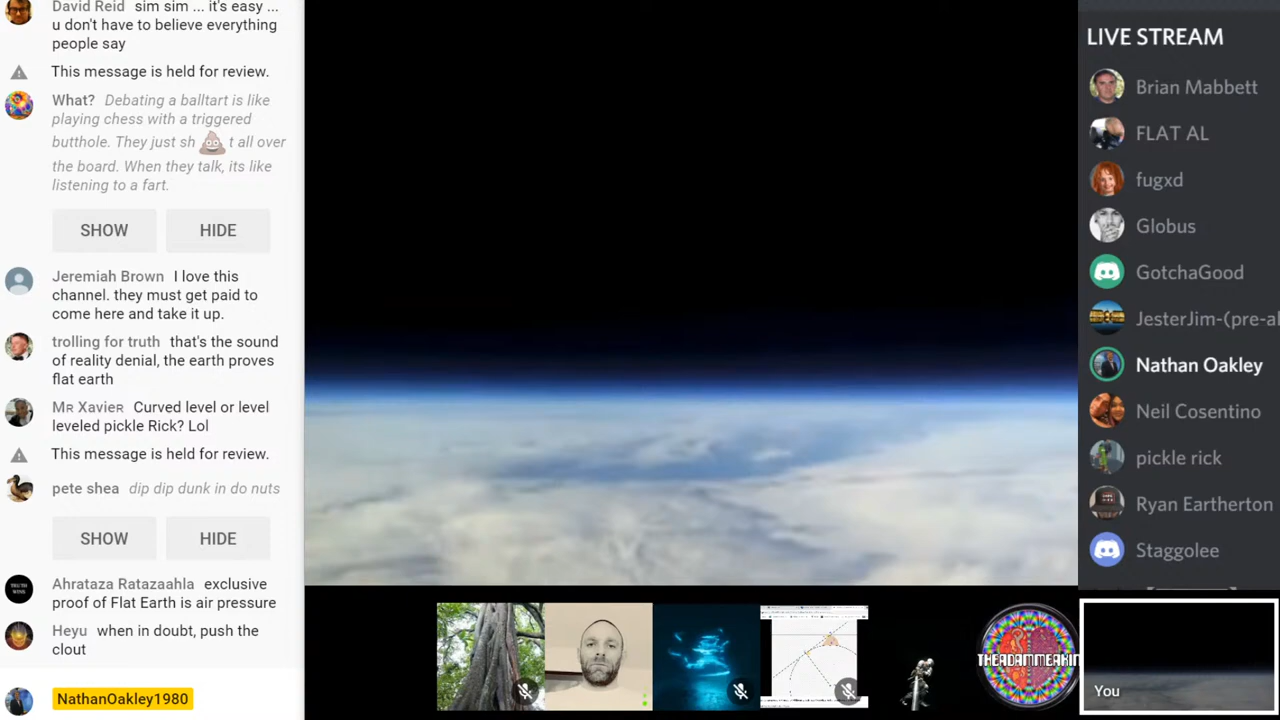 David Reid sim sim ... it's easy ...
u don't have to believe everything
people say
This message is held for review.
What? Debating a balltart is like
playing chess with a triggered
butthole. They just sh 💩 t all over
the board. When they talk, its like
listening to a fart.
SHOW HIDE
Jeremiah Brown I love this
channel. they must get paid to
come here and take it up.
trolling for truth that's the sound
of reality denial, the earth proves
flat earth
Mʀ Xavieʀ Curved level or level
leveled pickle Rick? Lol
This message is held for review.
pete shea dip dip dunk in do nuts
SHOW HIDE
Ahrataza Ratazaahla exclusive
proof of Flat Earth is air pressure
Heyu when in doubt, push the
clout
NathanOakley1980
LIVE STREAM
Brian Mabbett
FLAT AL
fugxd
Globus
GotchaGood
JesterJim-(pre-al
Nathan Oakley
Neil Cosentino
pickle rick
Ryan Eartherton
Staggolee
THEADAMMEAKIN
You